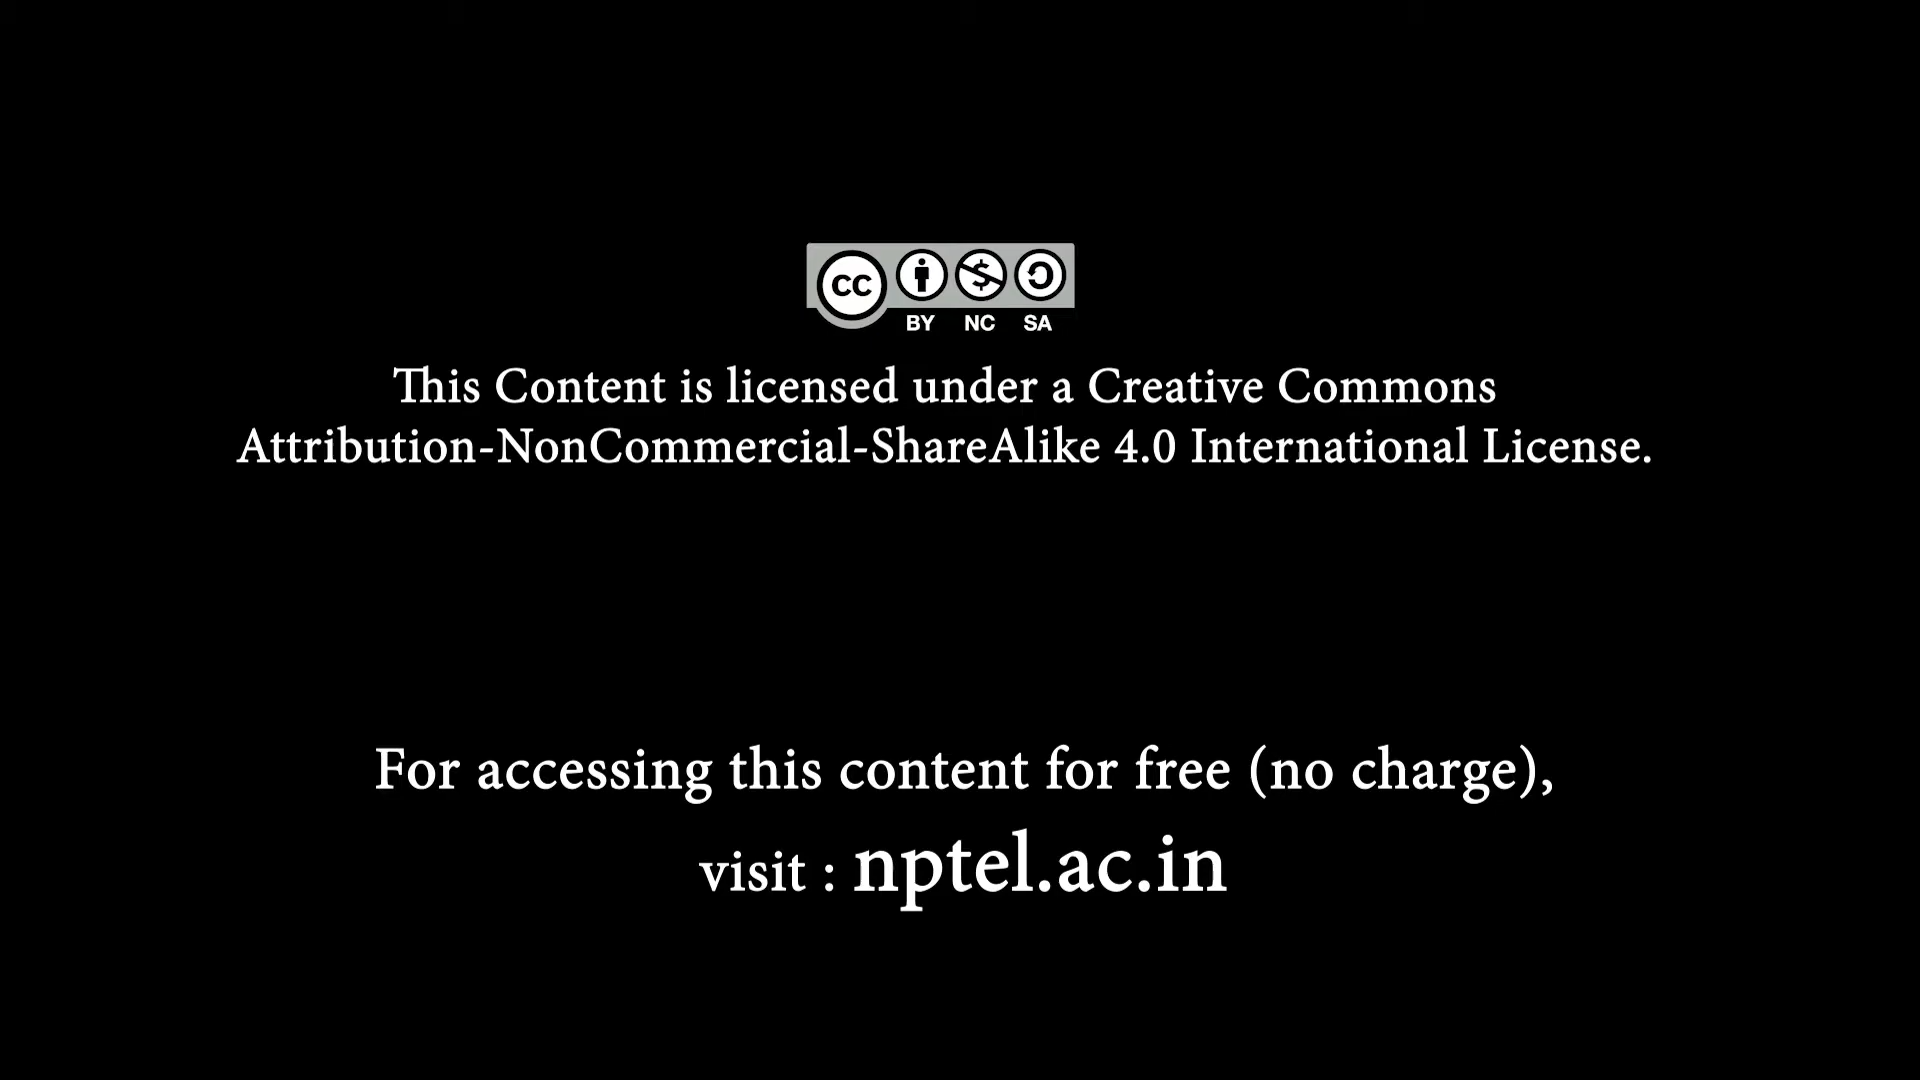 cc
BY NC SA
This Content is licensed under a Creative Commons
Attribution-NonCommercial-ShareAlike 4.0 International License.
For accessing this content for free (no charge),
visit : nptel.ac.in